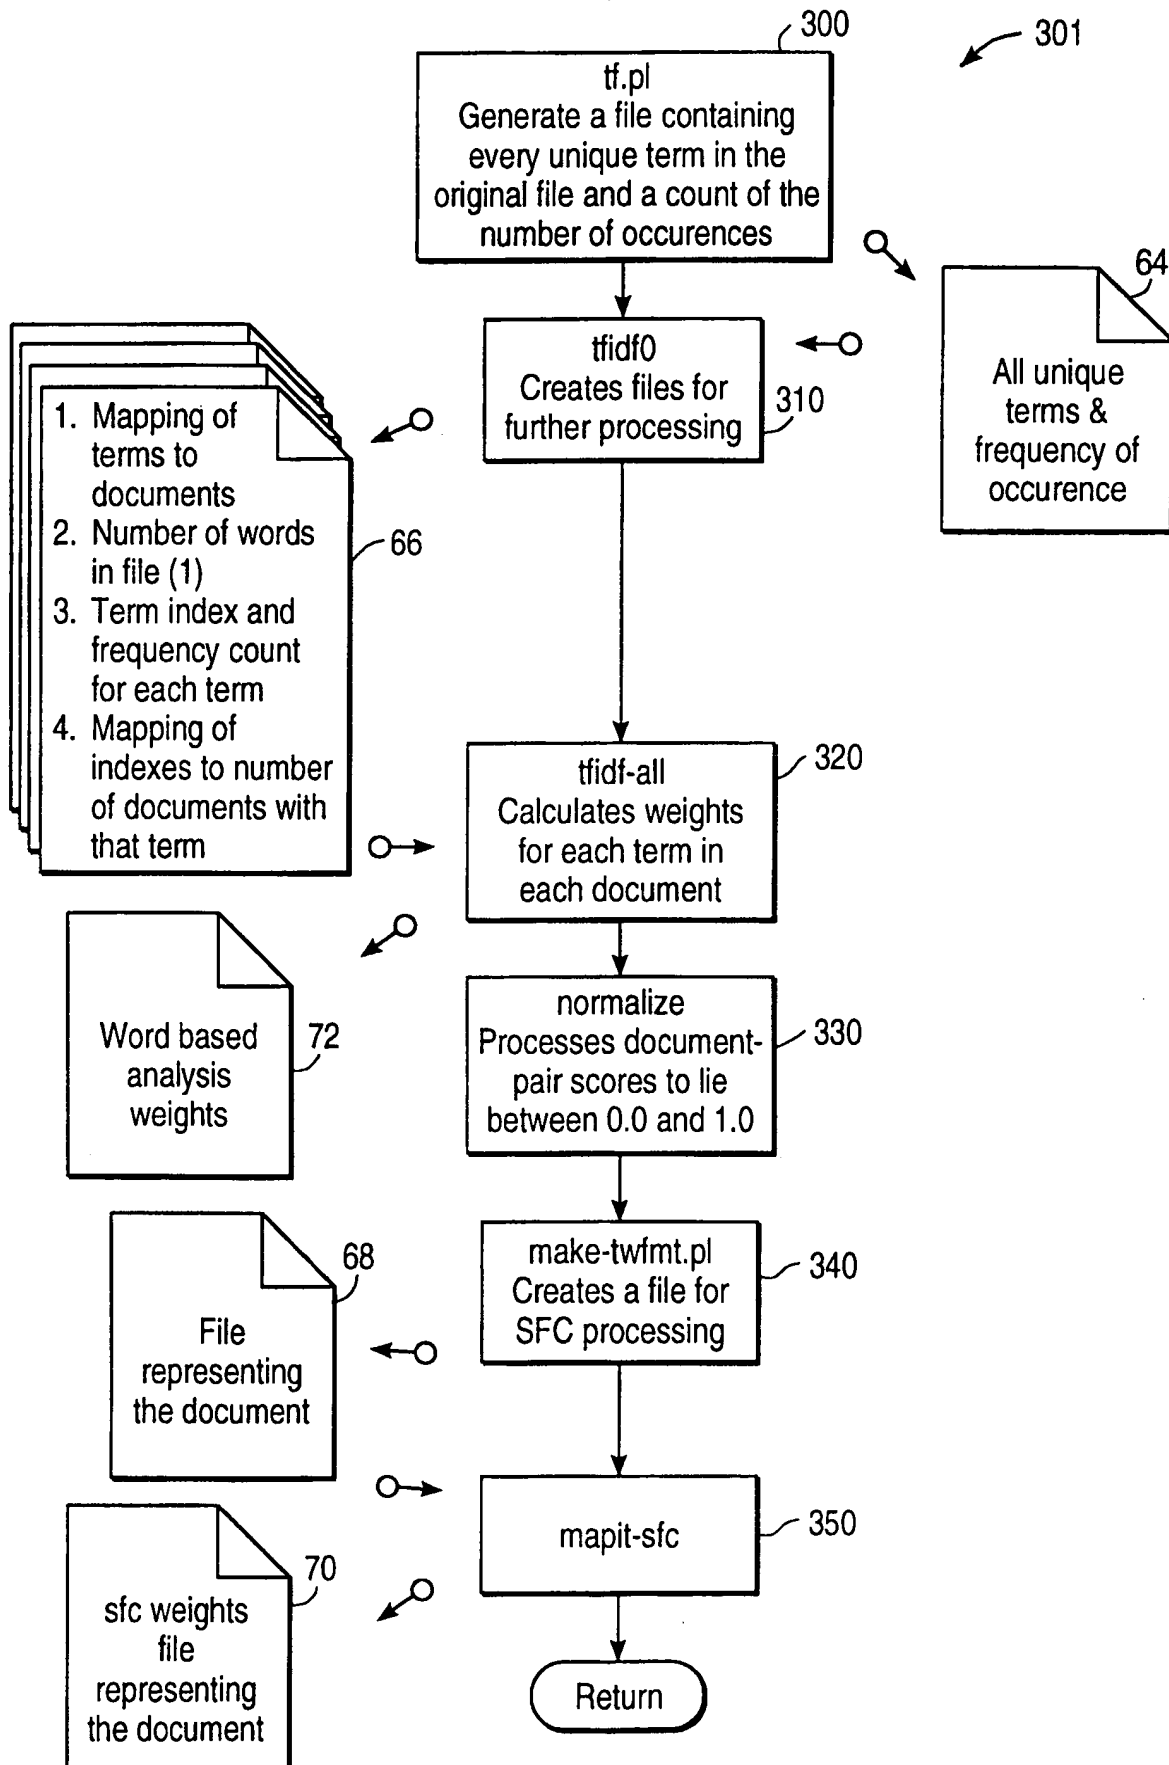 300
301
tf.pl
Generate a file containing
every unique term in the
original file and a count of the
number of occurences
64
All unique
terms &
frequency of
occurence
tfidf0
Creates files for
further processing
310
1. Mapping of
terms to
documents
2. Number of words
in file (1)
3. Term index and
frequency count
for each term
4. Mapping of
indexes to number
of documents with
that term
66
tfidf-all
Calculates weights
for each term in
each document
320
Word based
analysis
weights
72
normalize
Processes document-
pair scores to lie
between 0.0 and 1.0
330
make-twfmt.pl
Creates a file for
SFC processing
340
File
representing
the document
68
mapit-sfc
350
sfc weights
file
representing
the document
70
Return